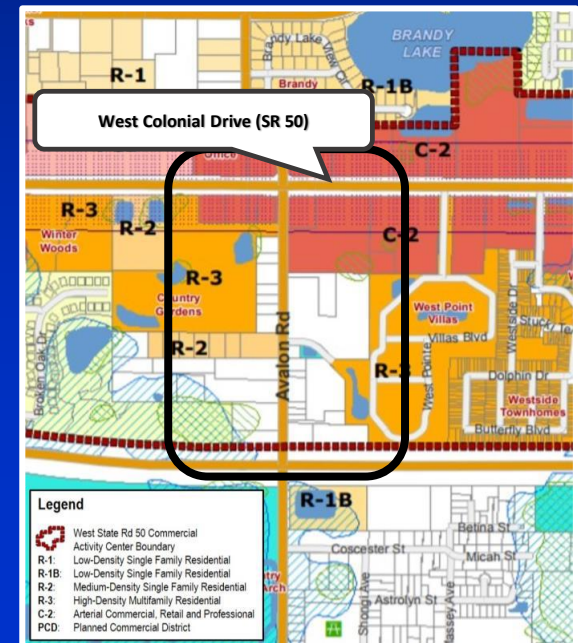 BRANDY
LAKE
Brandy Lake View Cir
R-1
Brandy
R-1B
West Colonial Drive (SR 50)
Office
C-2
R-3
R-2
Winter
Woods
C-2
R-3
Country
Gardens
West Point
Villas
Villas Blvd
Westside Dr
R-2
Avalon Rd
R-3
West Pointe
Dolphin Dr
Broken Oak Dr
Westside
Townhomes
Butterfly Blvd
Legend
West State Rd 50 Commercial
Activity Center Boundary
R-1: Low-Density Single Family Residential
R-1B: Low-Density Single Family Residential
R-2: Medium-Density Single Family Residential
R-3: High-Density Multifamily Residential
C-2: Arterial Commercial, Retail and Professional
PCD: Planned Commercial District
R-1B
Betina St
Coscester St
Micah St
Astrolyn St